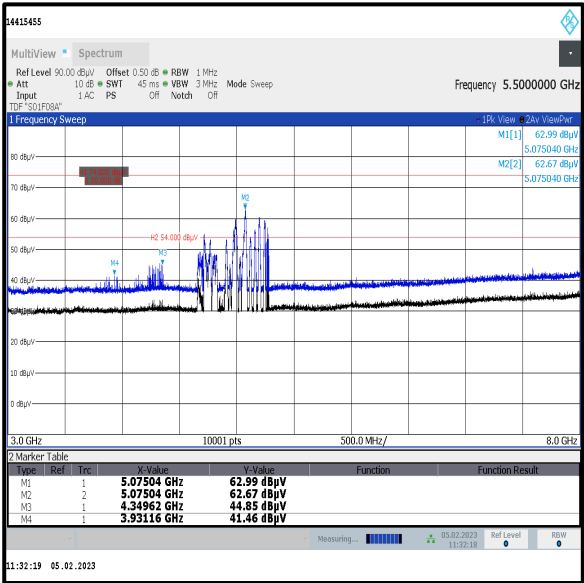 14415455
MultiView Spectrum
Ref Level 90.00 dBµV Offset 0.50 dB RBW 1 MHz
Att 10 dB SWT 45 ms VBW 3 MHz Mode Sweep Frequency 5.5000000 GHz
Input 1 AC PS Off Notch Off
TDF "S01F08A"
1 Frequency Sweep 1Pk View 2Av ViewPwr
M1[1] 62.99 dBµV
5.075040 GHz
M2[2] 62.67 dBµV
5.075040 GHz
80 dBµV
70 dBµV
M2
60 dBµV
H2 54.000 dBµV
50 dBµV
M3
M4
40 dBµV
20 dBµV
10 dBµV
0 dBµV
3.0 GHz 10001 pts 500.0 MHz/ 8.0 GHz
2 Marker Table
Type Ref Trc X-Value Y-Value Function Function Result
M1 1 5.07504 GHz 62.99 dBµV
M2 2 5.07504 GHz 62.67 dBµV
M3 1 4.34962 GHz 44.85 dBµV
M4 1 3.93116 GHz 41.46 dBµV
Measuring... 05.02.2023 11:32:18 Ref Level RBW
11:32:19 05.02.2023